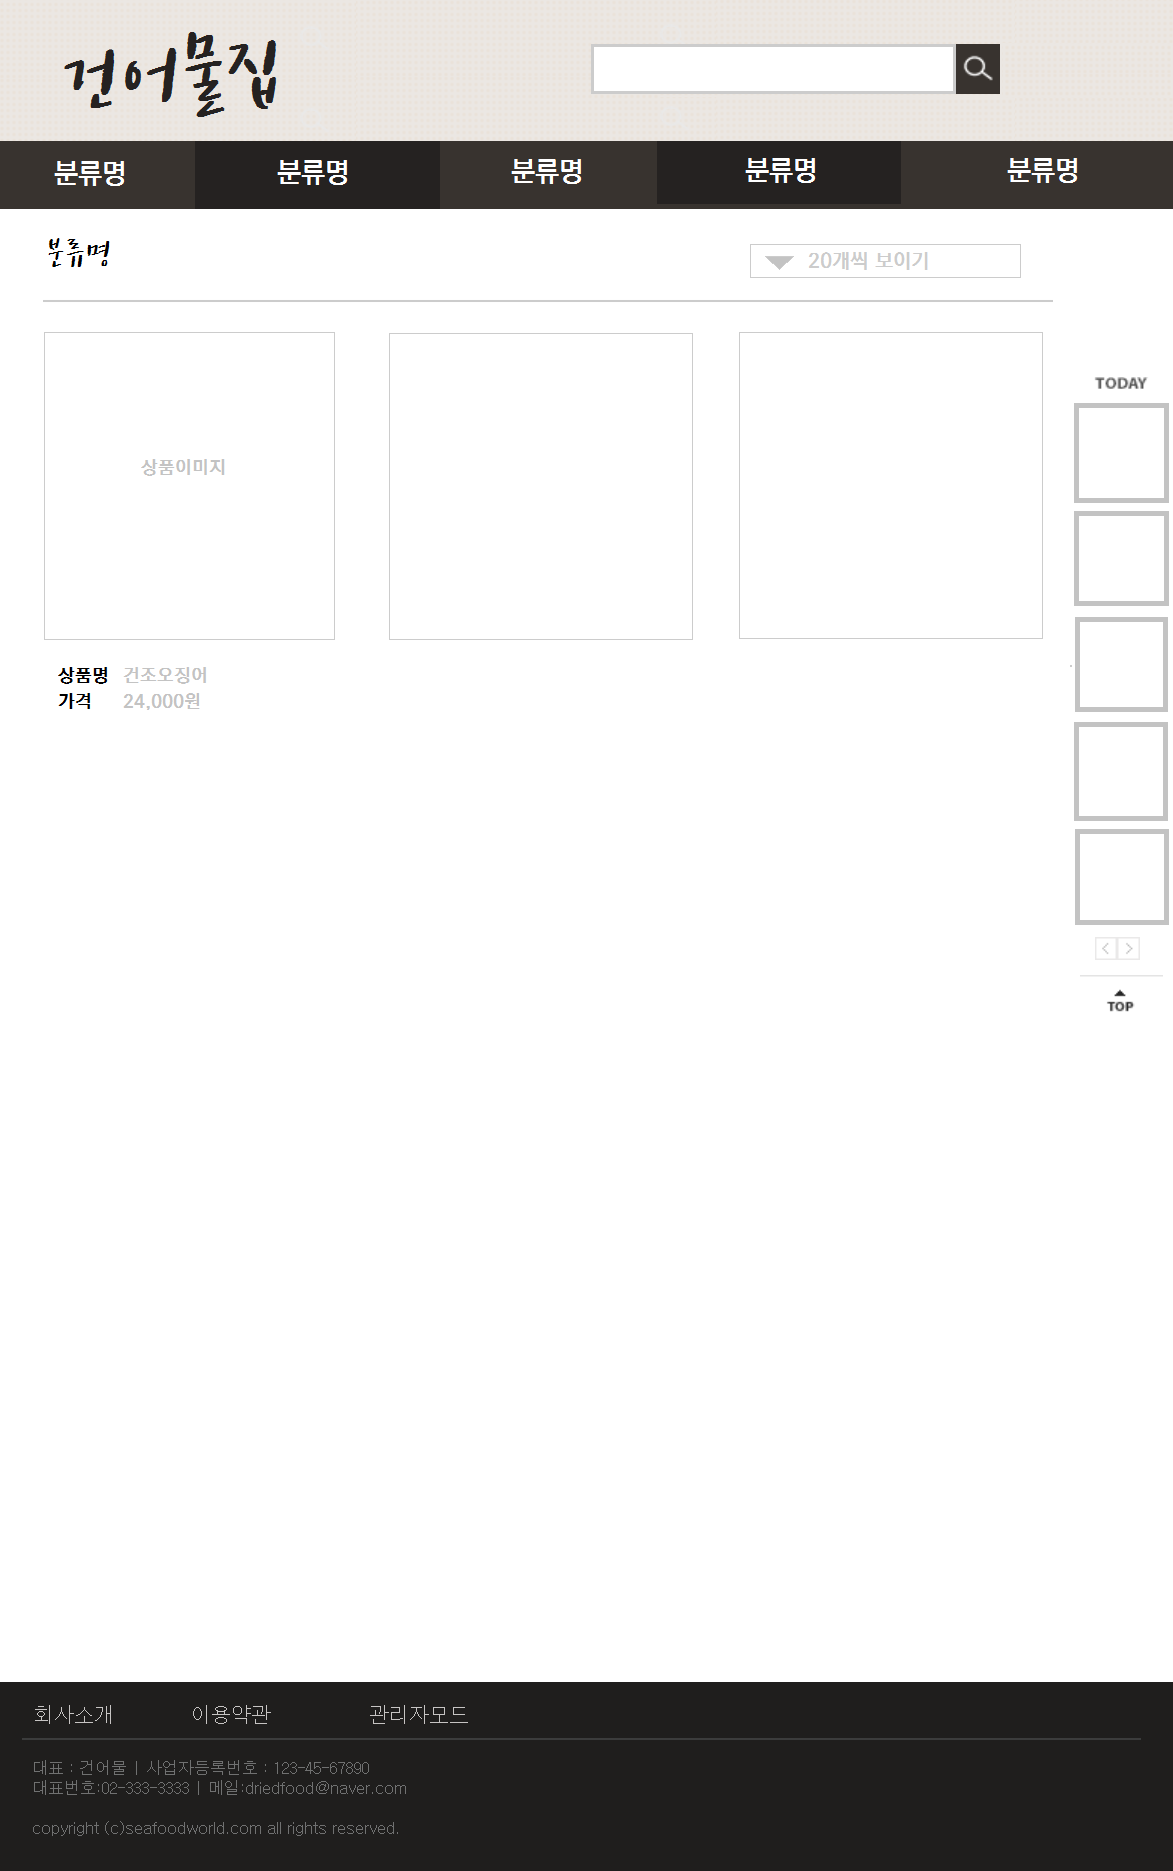 건어물집
분류명 분류명 분류명 분류명 분류명
분류명
20개씩 보이기
TODAY
상품이미지
상품명 건조오징어
가격 24,000원
TOP
회사소개 이용약관 관리자모드
대표 : 건어물 | 사업자등록번호 : 123-45-67890
대표번호:02-333-3333 | 메일:driedfood@naver.com
copyright (c)seafoodworld.com all rights reserved.